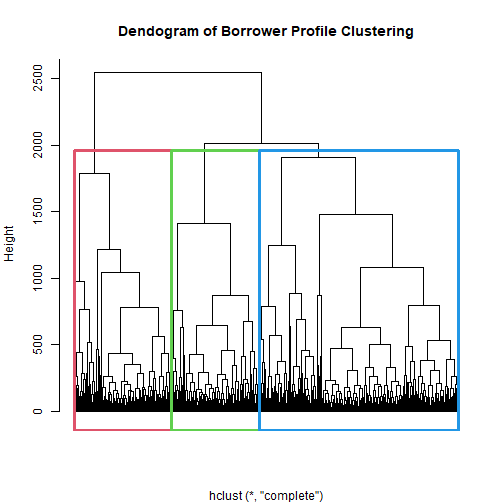 Dendogram of Borrower Profile Clustering
2500
2000
1500
1000
500
0
Height
hclust (*, "complete")